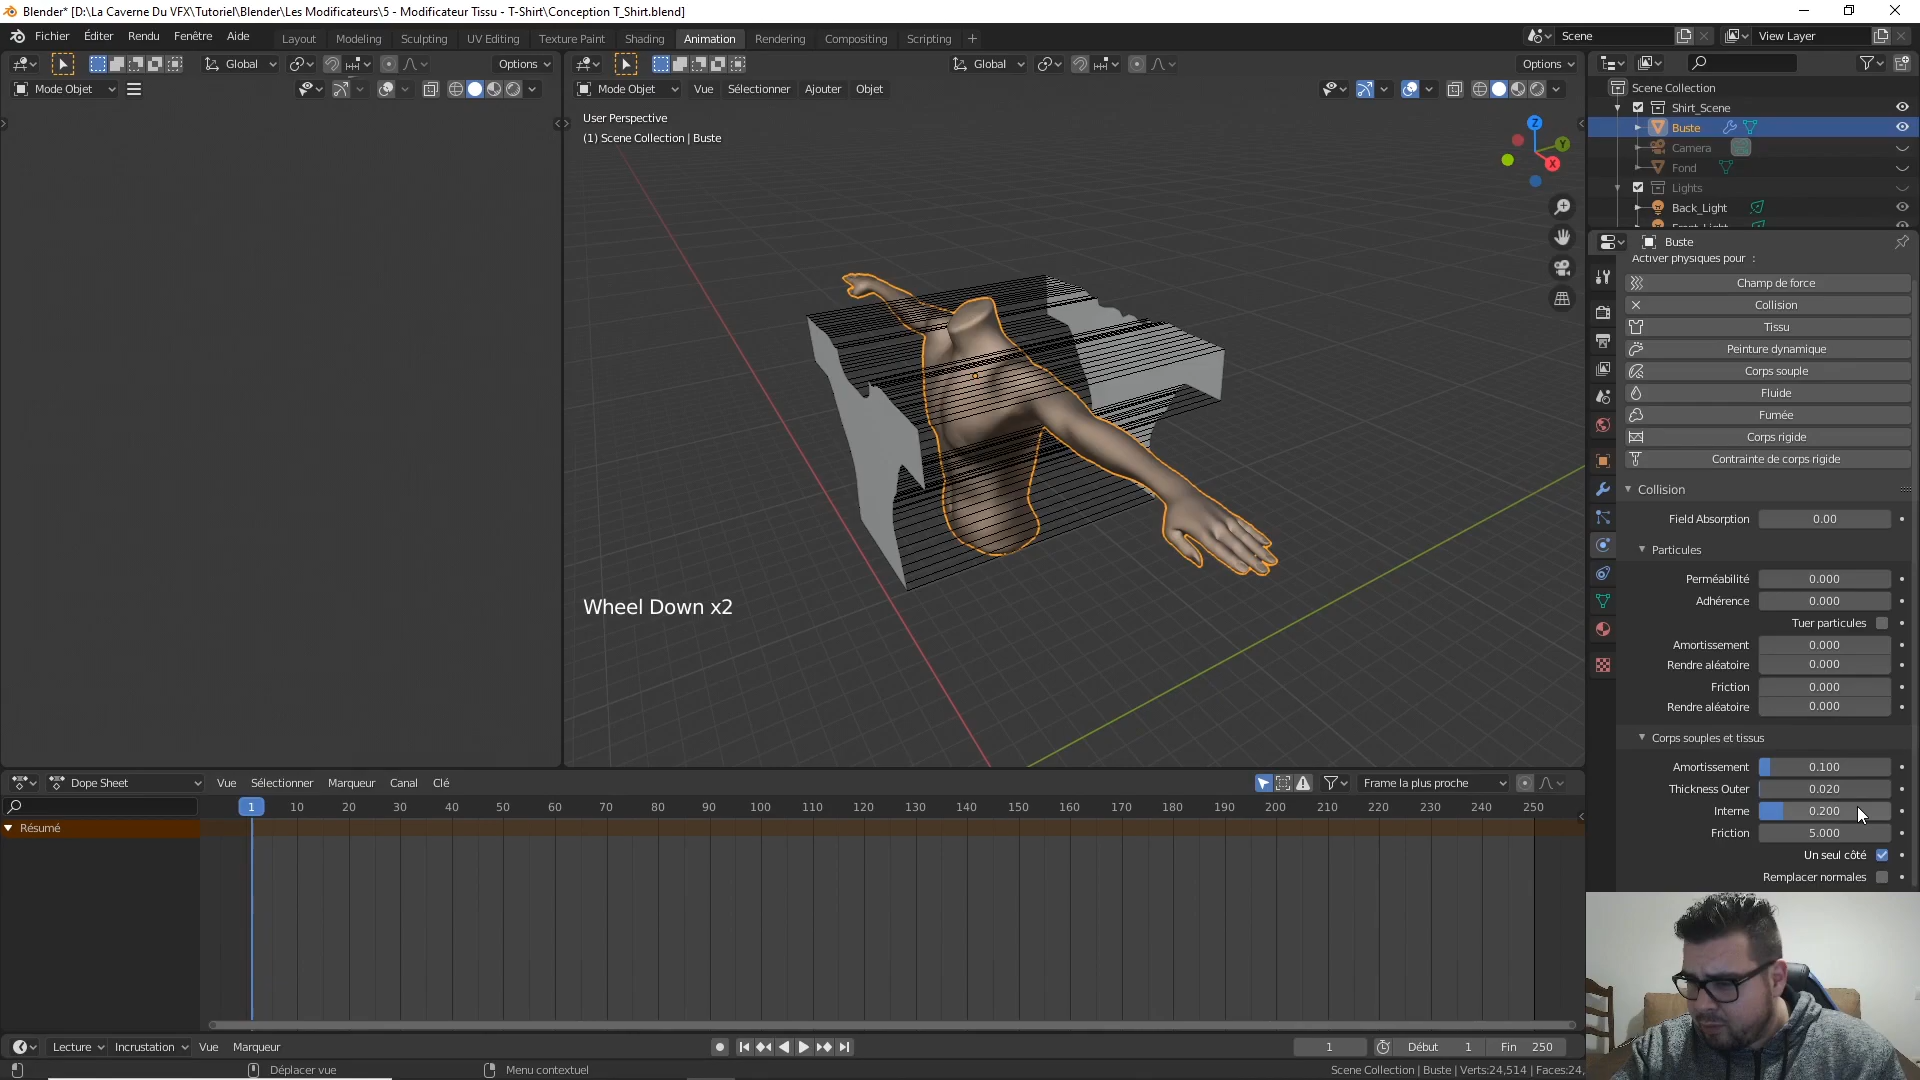 Blender* [D:\La Caverne Du VFX\Tutoriel\Blender\Les Modificateurs\5 - Modificateur Tissu - T-Shirt\Conception T_Shirt.blend]
Fichier Éditer Rendu Fenêtre Aide Layout Modeling Sculpting UV Editing Texture Paint Shading Animation Rendering Compositing Scripting + Scene View Layer
Global Options Global Options
Mode Objet Mode Objet Vue Sélectionner Ajouter Objet
User Perspective
(1) Scene Collection | Buste
Z
Y
X
Wheel Down x2
Scene Collection
Shirt_Scene
Buste
Camera
Fond
Lights
Back_Light
Buste
Activer physiques pour :
Champ de force
Collision
Tissu
Peinture dynamique
Corps souple
Fluide
Fumée
Corps rigide
Contrainte de corps rigide
Collision
Field Absorption 0.00
Particules
Perméabilité 0.000
Adhérence 0.000
Tuer particules
Amortissement 0.000
Rendre aléatoire 0.000
Friction 0.000
Rendre aléatoire 0.000
Corps souples et tissus
Amortissement 0.100
Thickness Outer 0.020
Interne 0.200
Friction 5.000
Un seul côté
Remplacer normales
Dope Sheet Vue Sélectionner Marqueur Canal Clé Frame la plus proche
1 10 20 30 40 50 60 70 80 90 100 110 120 130 140 150 160 170 180 190 200 210 220 230 240 250
Résumé
Lecture Incrustation Vue Marqueur 1 Début 1 Fin 250
Déplacer vue Menu contextuel Scene Collection | Buste | Verts:24,514 | Faces:24,